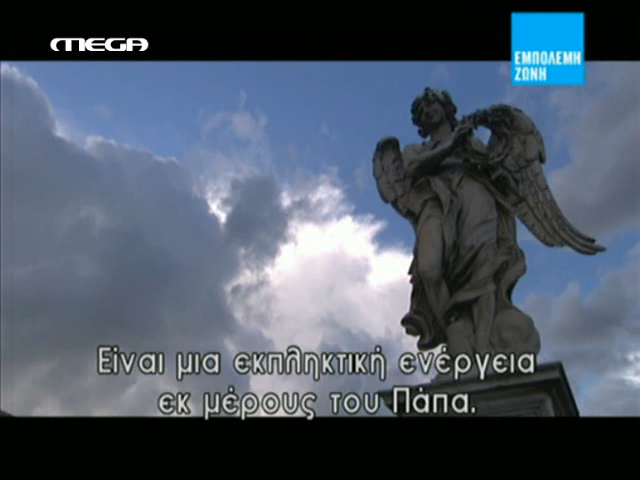 MEGA
ΕΜΠΟΛΕΜΗ
ΖΩΝΗ
Είναι μια εκπληκτική ενέργεια
εκ μέρους του Πάπα.